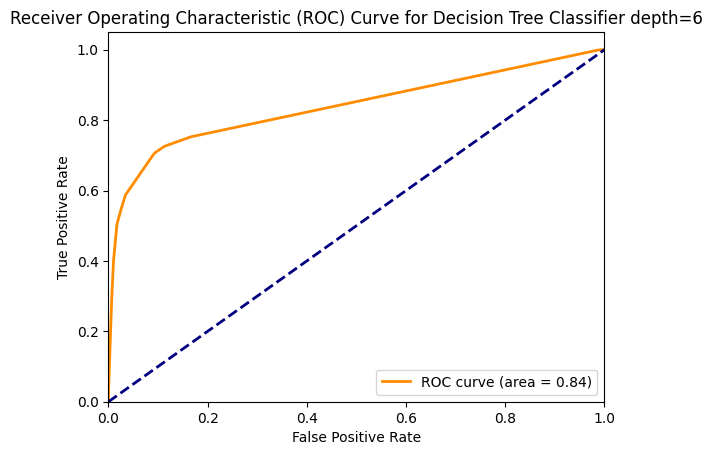 Receiver Operating Characteristic (ROC) Curve for Decision Tree Classifier depth=6
1.0
0.8
0.6
0.4
0.2
0.0
True Positive Rate
0.0 0.2 0.4 0.6 0.8 1.0
False Positive Rate
ROC curve (area = 0.84)